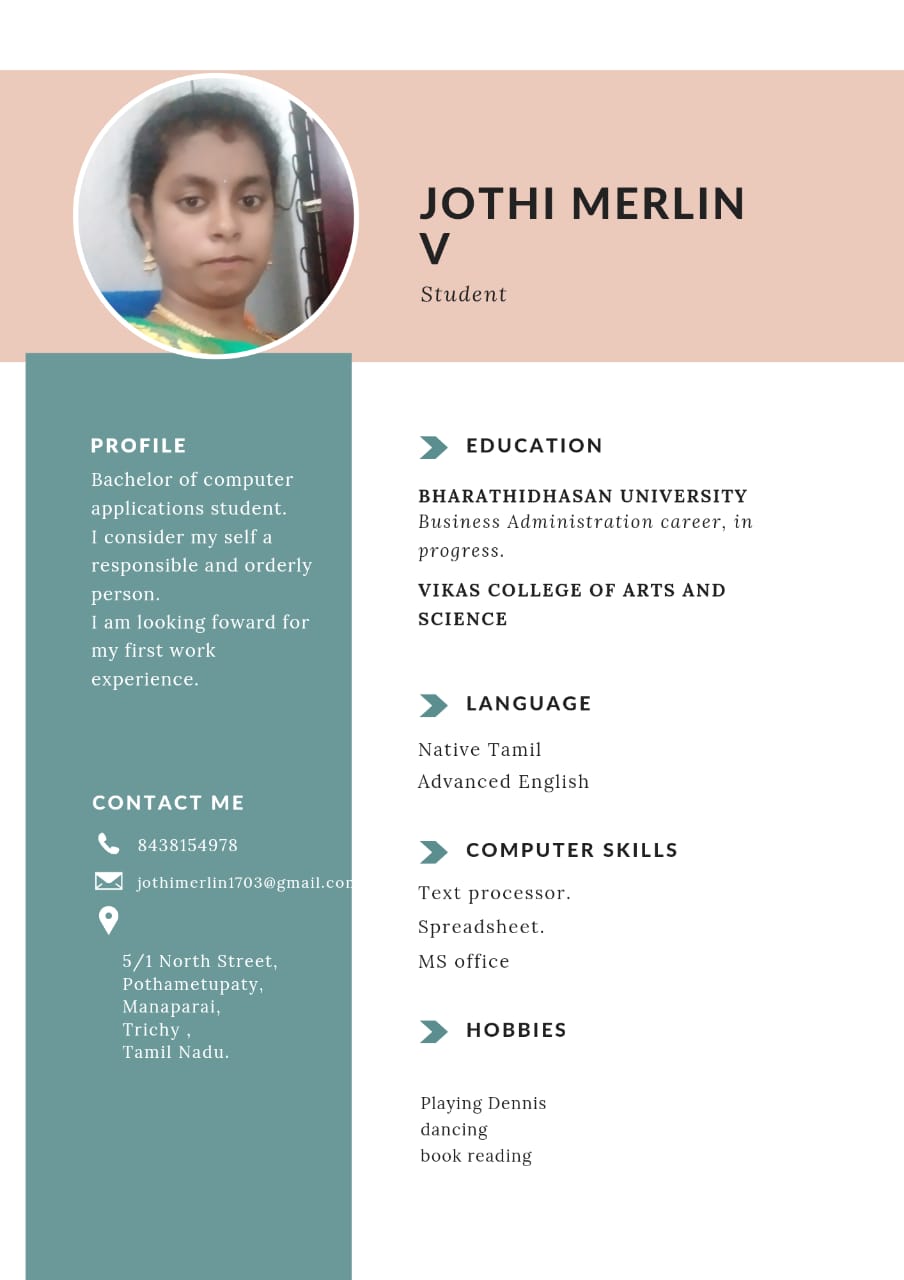 JOTHI MERLIN
V
Student
PROFILE
Bachelor of computer
applications student.
I consider my self a
responsible and orderly
person.
I am looking foward for
my first work
experience.
CONTACT ME
8438154978
jothimerlin1703@gmail.com
5/1 North Street,
Pothametupaty,
Manaparai,
Trichy ,
Tamil Nadu.
EDUCATION
BHARATHIDHASAN UNIVERSITY
Business Administration career, in
progress.
VIKAS COLLEGE OF ARTS AND
SCIENCE
LANGUAGE
Native Tamil
Advanced English
COMPUTER SKILLS
Text processor.
Spreadsheet.
MS office
HOBBIES
Playing Dennis
dancing
book reading